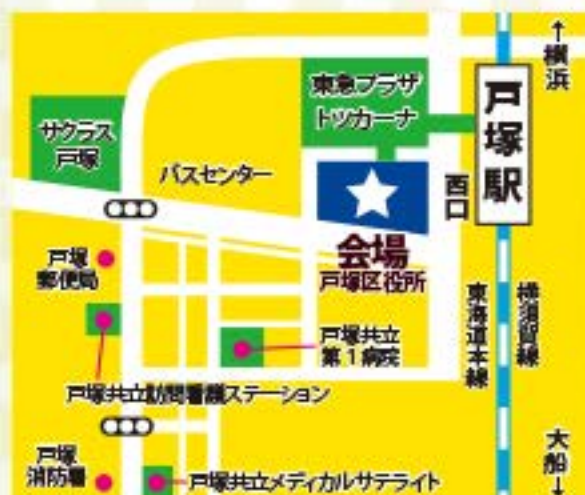 ↑横浜
東急プラザ
トツカーナ
戸塚駅
サクラス
戸塚
バスセンター
西口
会場
戸塚区役所
戸塚
郵便局
東海道本線
横須賀線
戸塚共立
第1病院
戸塚共立訪問看護ステーション
戸塚
消防署
戸塚共立メディカルサテライト
大船↓